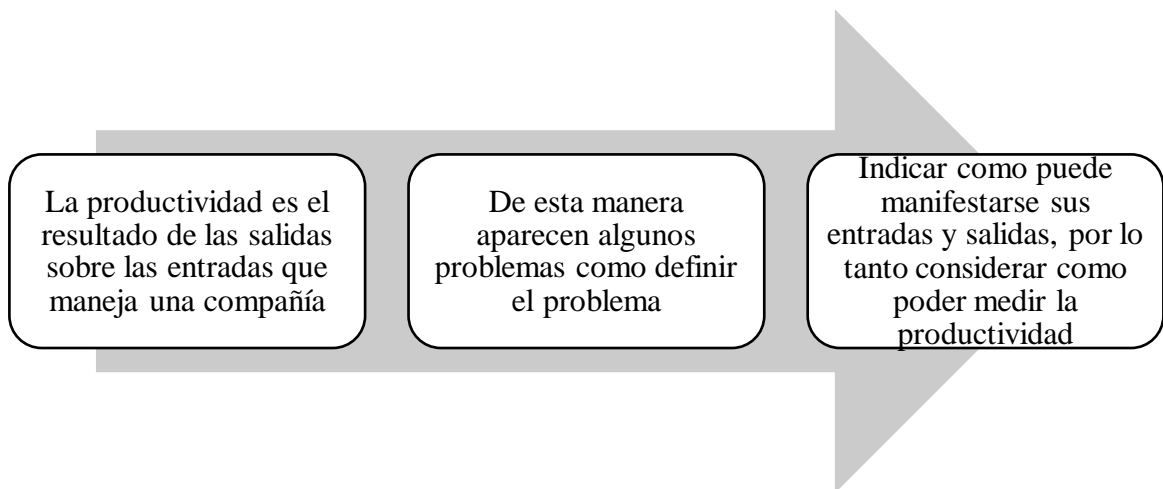 La productividad es el
resultado de las salidas
sobre las entradas que
maneja una compañía
De esta manera
aparecen algunos
problemas como definir
el problema
Indicar como puede
manifestarse sus
entradas y salidas, por lo
tanto considerar como
poder medir la
productividad